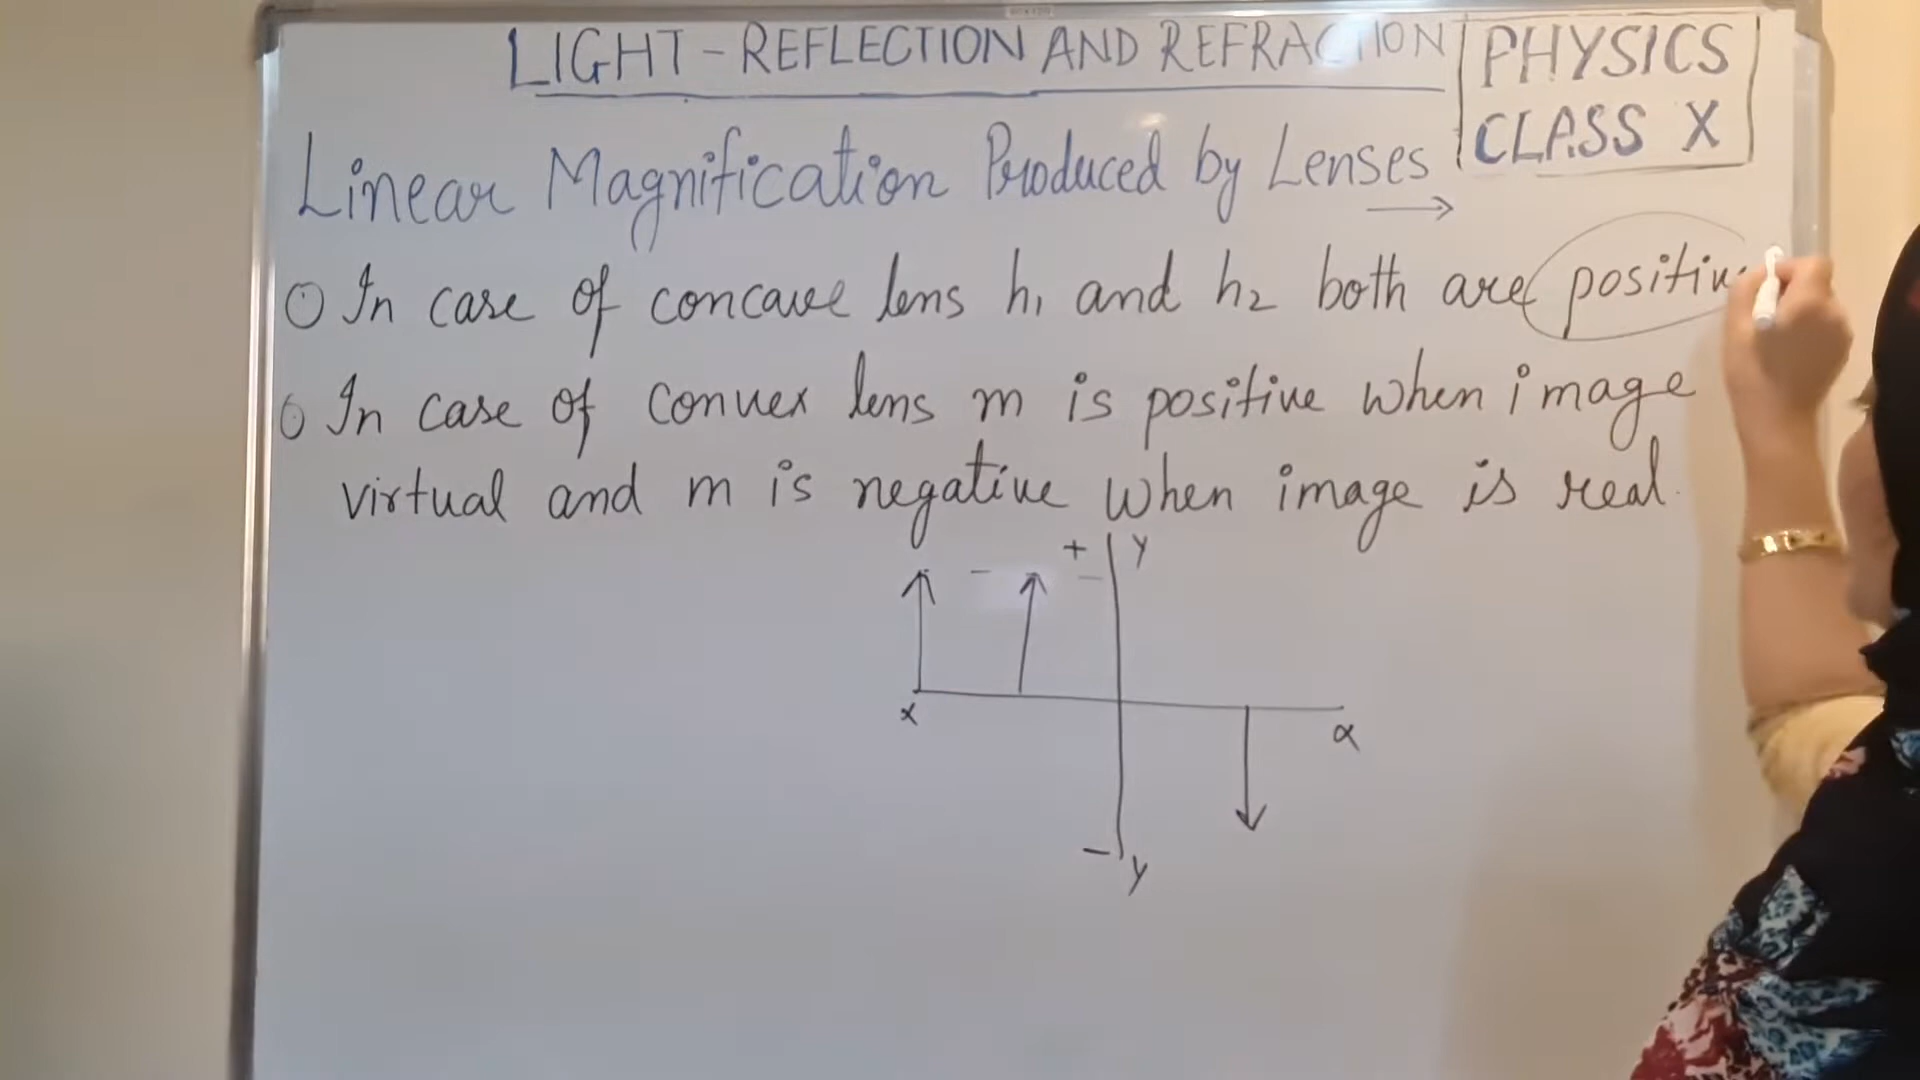 LIGHT - REFLECTION AND REFRACTION
PHYSICS
CLASS X
Linear Magnification Produced by Lenses →
In case of concave lens h₁ and h₂ both are positiv
In case of convex lens m is positive when image
virtual and m is negative when image is real.
+ y
−
−
x
x
− y